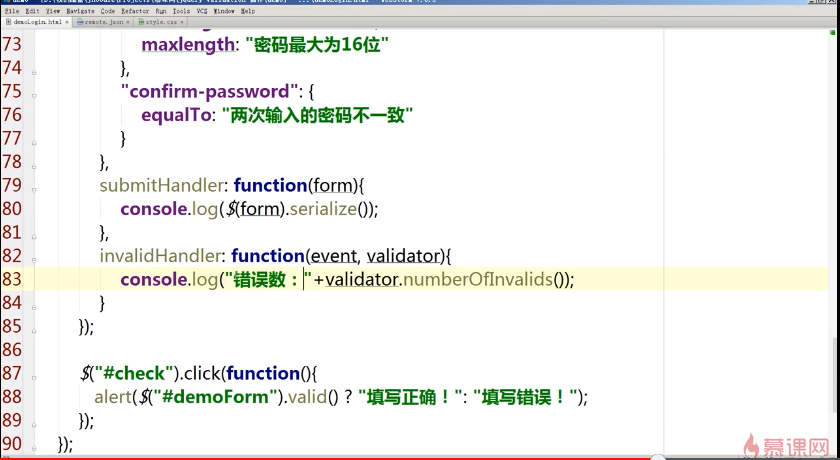 File Edit View Navigate Code Refactor Run Tools VCS Window Help
demoLogin.html × remote.json × style.css ×
73 maxlength: "密码最大为16位"
74 },
75 "confirm-password": {
76 equalTo: "两次输入的密码不一致"
77 }
78 },
79 submitHandler: function(form){
80 console.log($(form).serialize());
81 },
82 invalidHandler: function(event, validator){
83 console.log("错误数："+validator.numberOfInvalids());
84 }
85 });
86
87 $("#check").click(function(){
88 alert($("#demoForm").valid() ? "填写正确！": "填写错误！");
89 });
90 });
慕课网